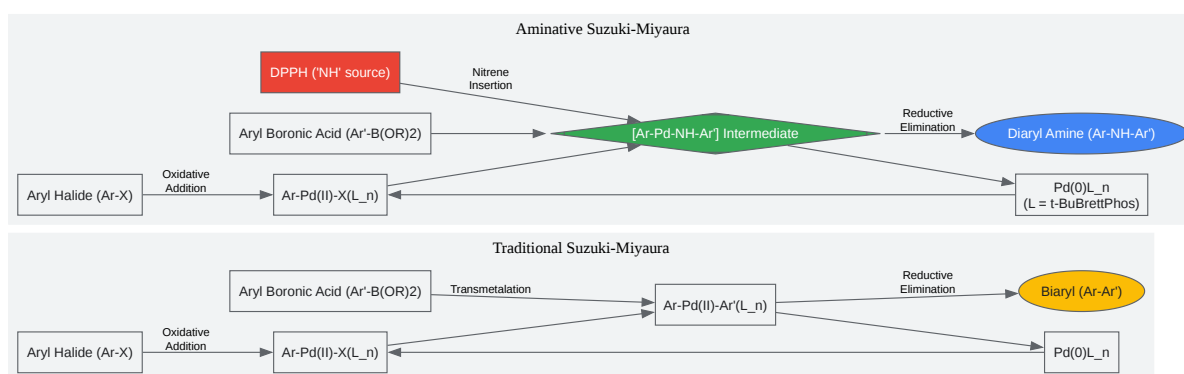 Aminative Suzuki-Miyaura
DPPH ('NH' source)
Nitrene
Insertion
Aryl Boronic Acid (Ar'-B(OR)2)
[Ar-Pd-NH-Ar'] Intermediate
Reductive
Elimination
Diaryl Amine (Ar-NH-Ar')
Aryl Halide (Ar-X)
Oxidative
Addition
Ar-Pd(II)-X(L_n)
Pd(0)L_n
(L = t-BuBrettPhos)
Traditional Suzuki-Miyaura
Aryl Boronic Acid (Ar'-B(OR)2)
Transmetalation
Ar-Pd(II)-Ar'(L_n)
Reductive
Elimination
Biaryl (Ar-Ar')
Aryl Halide (Ar-X)
Oxidative
Addition
Ar-Pd(II)-X(L_n)
Pd(0)L_n